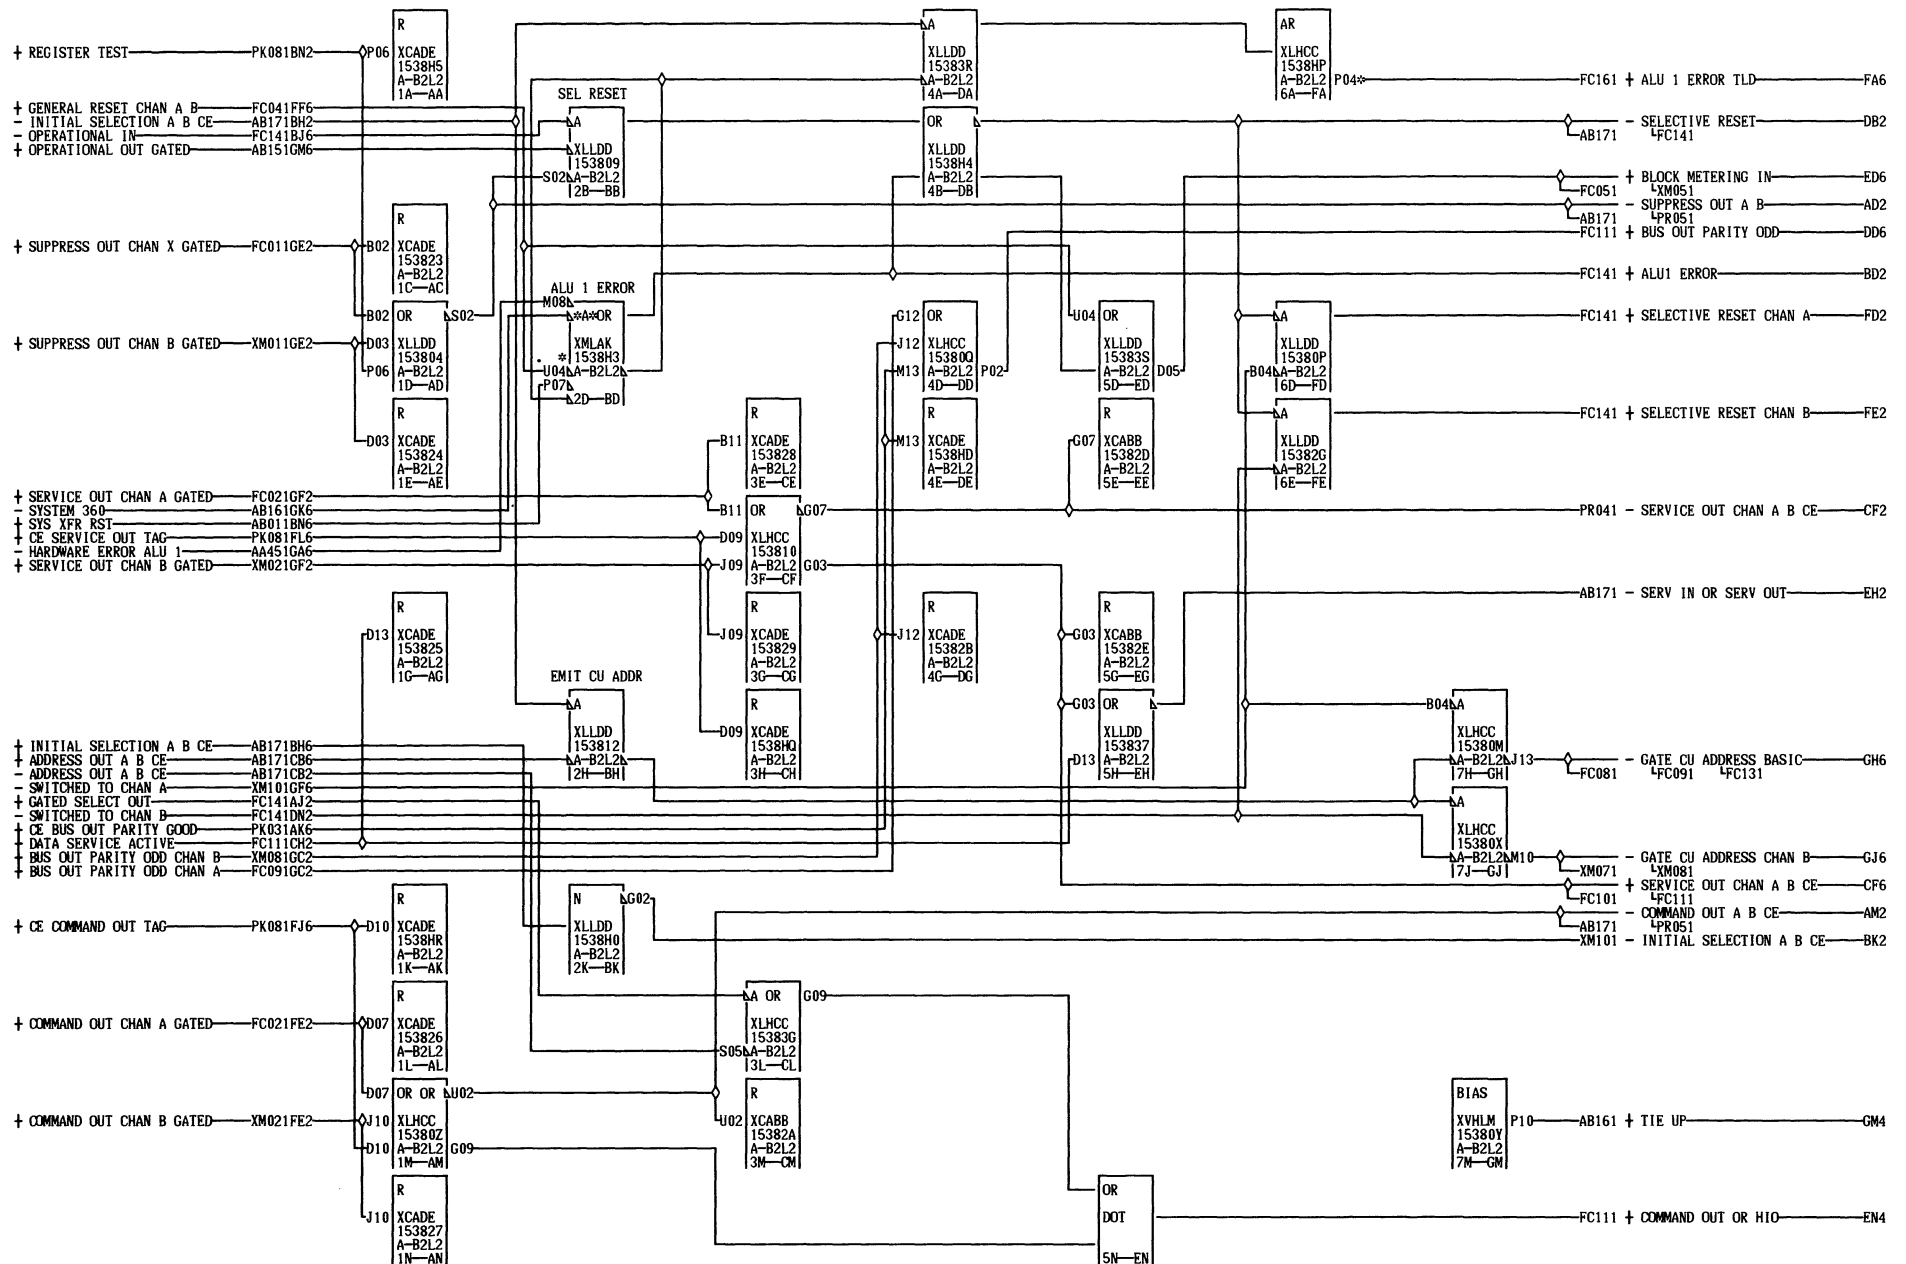 + REGISTER TEST PK081BN2 P06
+ GENERAL RESET CHAN A B FC041FF6
- INITIAL SELECTION A B CE AB171BH2
- OPERATIONAL IN FC141BJ6
+ OPERATIONAL OUT GATED AB151GM6
+ SUPPRESS OUT CHAN X GATED FC011GE2 B02
+ SUPPRESS OUT CHAN B GATED XM011GE2 D03
+ SERVICE OUT CHAN A GATED FC021GF2
- SYSTEM 360 AB161GK6
+ SYS XFR RST AB011BN6
+ CE SERVICE OUT TAG PK081FL6
- HARDWARE ERROR ALU 1 AA451GA6
+ SERVICE OUT CHAN B GATED XM021GF2
+ INITIAL SELECTION A B CE AB171BH6
+ ADDRESS OUT A B CE AB171CB6
- ADDRESS OUT A B CE AB171CB2
- SWITCHED TO CHAN A XM101GF6
+ GATED SELECT OUT FC141AJ2
- SWITCHED TO CHAN B FC141DN2
+ CE BUS OUT PARITY GOOD PK031AK6
+ DATA SERVICE ACTIVE FC111CH2
+ BUS OUT PARITY ODD CHAN B XM081GC2
+ BUS OUT PARITY ODD CHAN A FC091GC2
+ CE COMMAND OUT TAG PK081FJ6 D10
+ COMMAND OUT CHAN A GATED FC021FE2 D07
+ COMMAND OUT CHAN B GATED XM021FE2 J10
R
XCADE
1538H5
A-B2L2
1A AA
R
XCADE
153823
A-B2L2
1C AC
B02 OR S02
D03 XLLDD
153804
P06 A-B2L2
1D AD
R
D03 XCADE
153824
A-B2L2
1E AE
R
D13 XCADE
153825
A-B2L2
1G AG
R
XCADE
1538HR
A-B2L2
1K AK
R
XCADE
153826
A-B2L2
1L AL
D07 OR OR U02
XLHCC
15380Z
D10 A-B2L2 G09
1M AM
R
J10 XCADE
153827
A-B2L2
1N AN
SEL RESET
A
XLLDD
153809
S02 A-B2L2
2B BB
ALU 1 ERROR
M08
*A*OR
XMLAK
* 1538H3
U04 A-B2L2
P07
2D BD
EMIT CU ADDR
A
XLLDD
153812
A-B2L2
2H BH
N G02
XLLDD
1538H0
A-B2L2
2K BK
R
B11 XCADE
153828
A-B2L2
3E CE
B11 OR G07
D09 XLHCC
153810
J09 A-B2L2 G03
3F CF
R
J09 XCADE
153829
A-B2L2
3G CG
R
D09 XCADE
1538HQ
A-B2L2
3H CH
A OR G09
XLHCC
15383G
S05 A-B2L2
3L CL
R
U02 XCABB
15382A
A-B2L2
3M CM
A
XLLDD
15383R
A-B2L2
4A DA
OR
XLLDD
1538H4
A-B2L2
4B DB
G12 OR
J12 XLHCC
15380Q
M13 A-B2L2 P02
4D DD
R
M13 XCADE
1538HD
A-B2L2
4E DE
R
J12 XCADE
15382B
A-B2L2
4G DG
U04 OR
XLLDD
15383S
A-B2L2 D05
5D ED
R
G07 XCABB
15382D
A-B2L2
5E EE
R
G03 XCABB
15382E
A-B2L2
5G EG
G03 OR
XLLDD
153837
D13 A-B2L2
5H EH
OR
DOT
5N EN
AR
XLHCC
1538HP
A-B2L2 P04*
6A FA
A
XLLDD
15380P
B04 A-B2L2
6D FD
A
XLLDD
15382G
A-B2L2
6E FE
B04 A
XLHCC
15380M
A-B2L2 J13
7H GH
A
XLHCC
15380X
A-B2L2 M10
7J GJ
BIAS
XVHLM P10
15380Y
A-B2L2
7M GM
FC161 + ALU 1 ERROR TLD FA6
- SELECTIVE RESET DB2
AB171 FC141
+ BLOCK METERING IN ED6
FC051 XM051
- SUPPRESS OUT A B AD2
AB171 PR051
FC111 + BUS OUT PARITY ODD DD6
FC141 + ALU1 ERROR BD2
FC141 + SELECTIVE RESET CHAN A FD2
FC141 + SELECTIVE RESET CHAN B FE2
PR041 - SERVICE OUT CHAN A B CE CF2
AB171 - SERV IN OR SERV OUT EH2
- GATE CU ADDRESS BASIC GH6
FC081 FC091 FC131
- GATE CU ADDRESS CHAN B GJ6
XM071 XM081
+ SERVICE OUT CHAN A B CE CF6
FC101 FC111
- COMMAND OUT A B CE AM2
AB171 PR051
XM101 - INITIAL SELECTION A B CE BK2
AB161 + TIE UP GM4
FC111 + COMMAND OUT OR HIO EN4